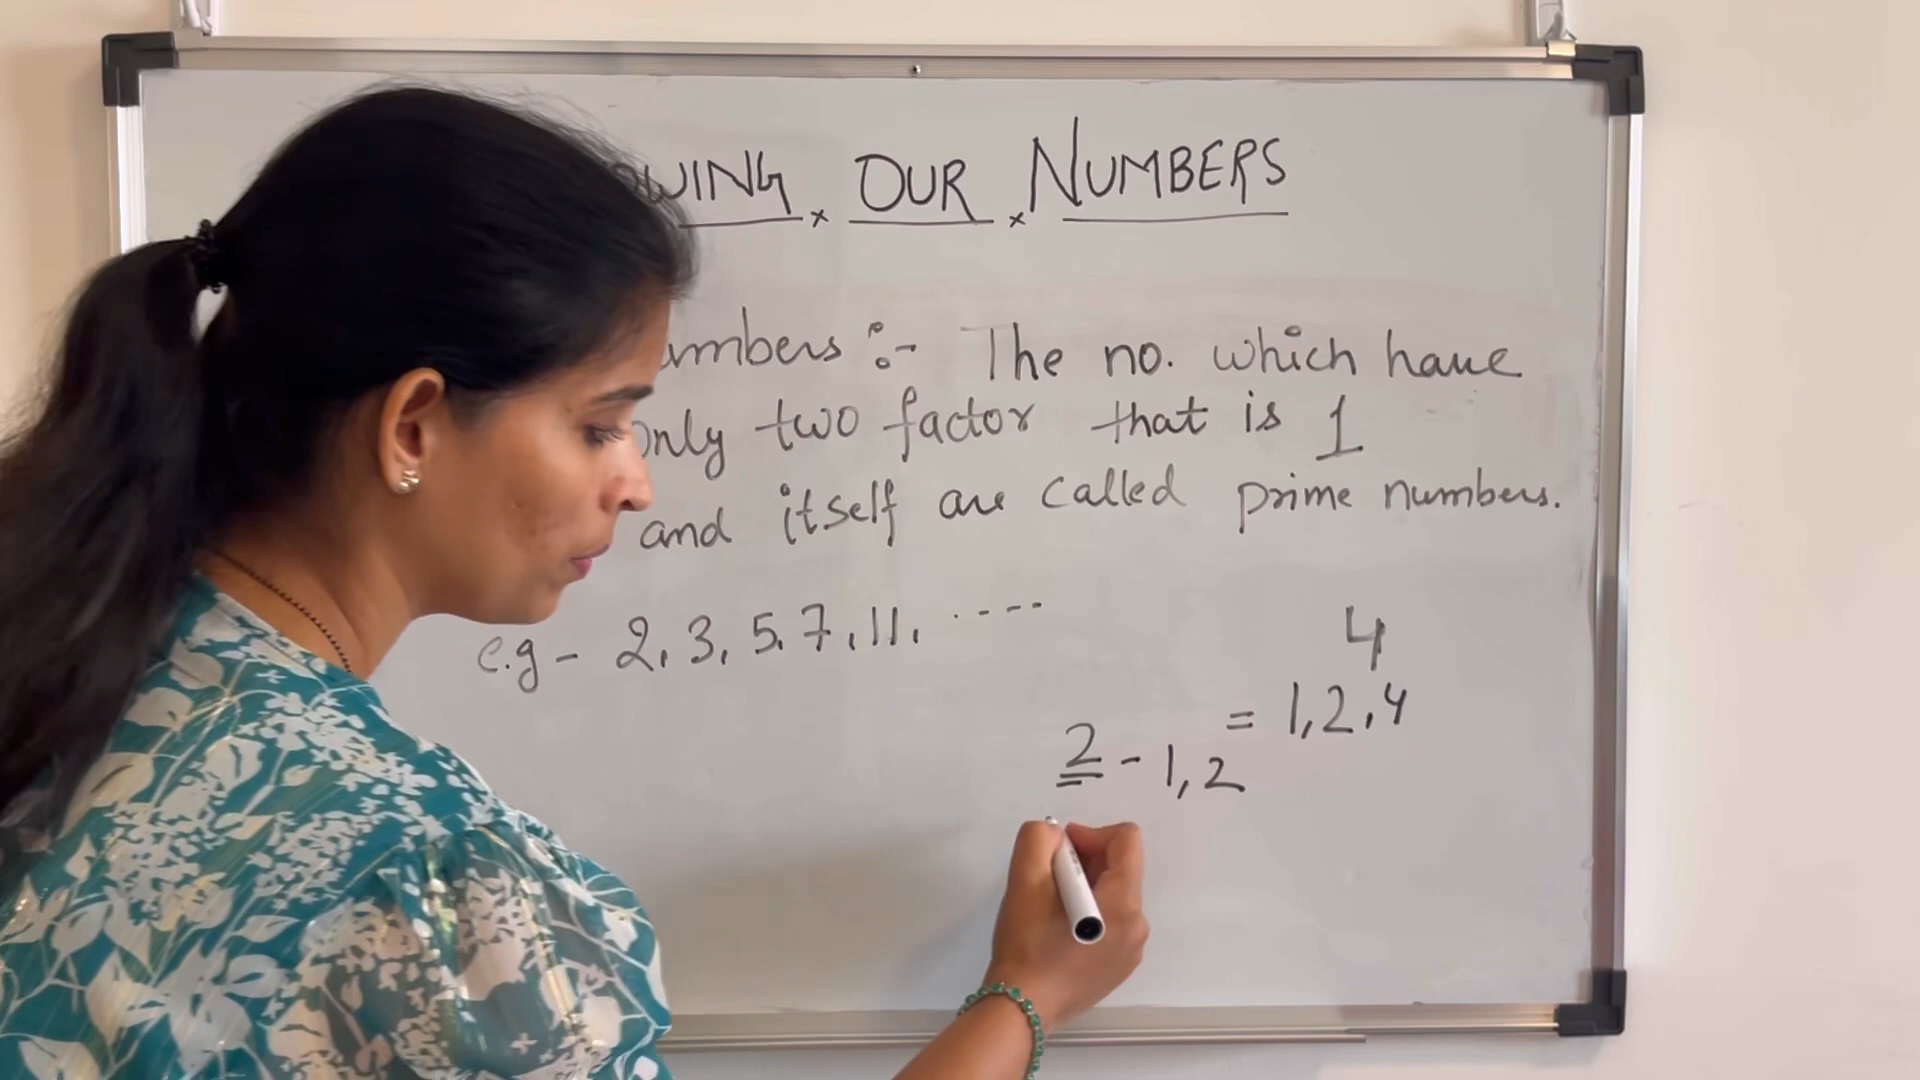 OUR NUMBERS
:- The no. which have
only two factor that is 1
and itself are called prime numbers.
e.g - 2, 3, 5, 7, 11, ....
4
= 1, 2, 4
2 - 1, 2